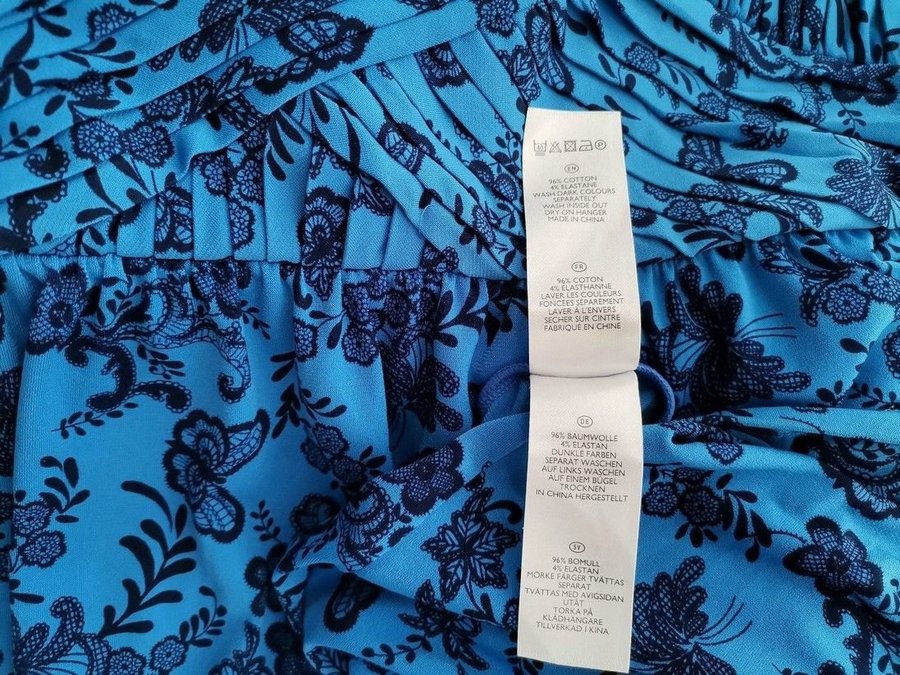 EN
96% COTTON
4% ELASTANE
WASH DARK COLOURS
SEPARATELY
WASH INSIDE OUT
DRY ON HANGER
MADE IN CHINA
FR
96% COTON
4% ELASTHANNE
LAVER LES COULEURS
FONCÉES SÉPAREMENT
LAVER À L'ENVERS
SECHER SUR CINTRE
FABRIQUÉ EN CHINE
DE
96% BAUMWOLLE
4% ELASTAN
DUNKLE FARBEN
SEPARAT WASCHEN
AUF LINKS WASCHEN
AUF EINEM BÜGEL
TROCKNEN
IN CHINA HERGESTELLT
SV
96% BOMULL
4% ELASTAN
MÖRKE FÄRGER TVÄTTAS
SEPARAT
TVÄTTAS MED AVIGSIDAN
UTÅT
TORKA PÅ
KLÄDHÄNGARE
TILLVERKAD I KINA